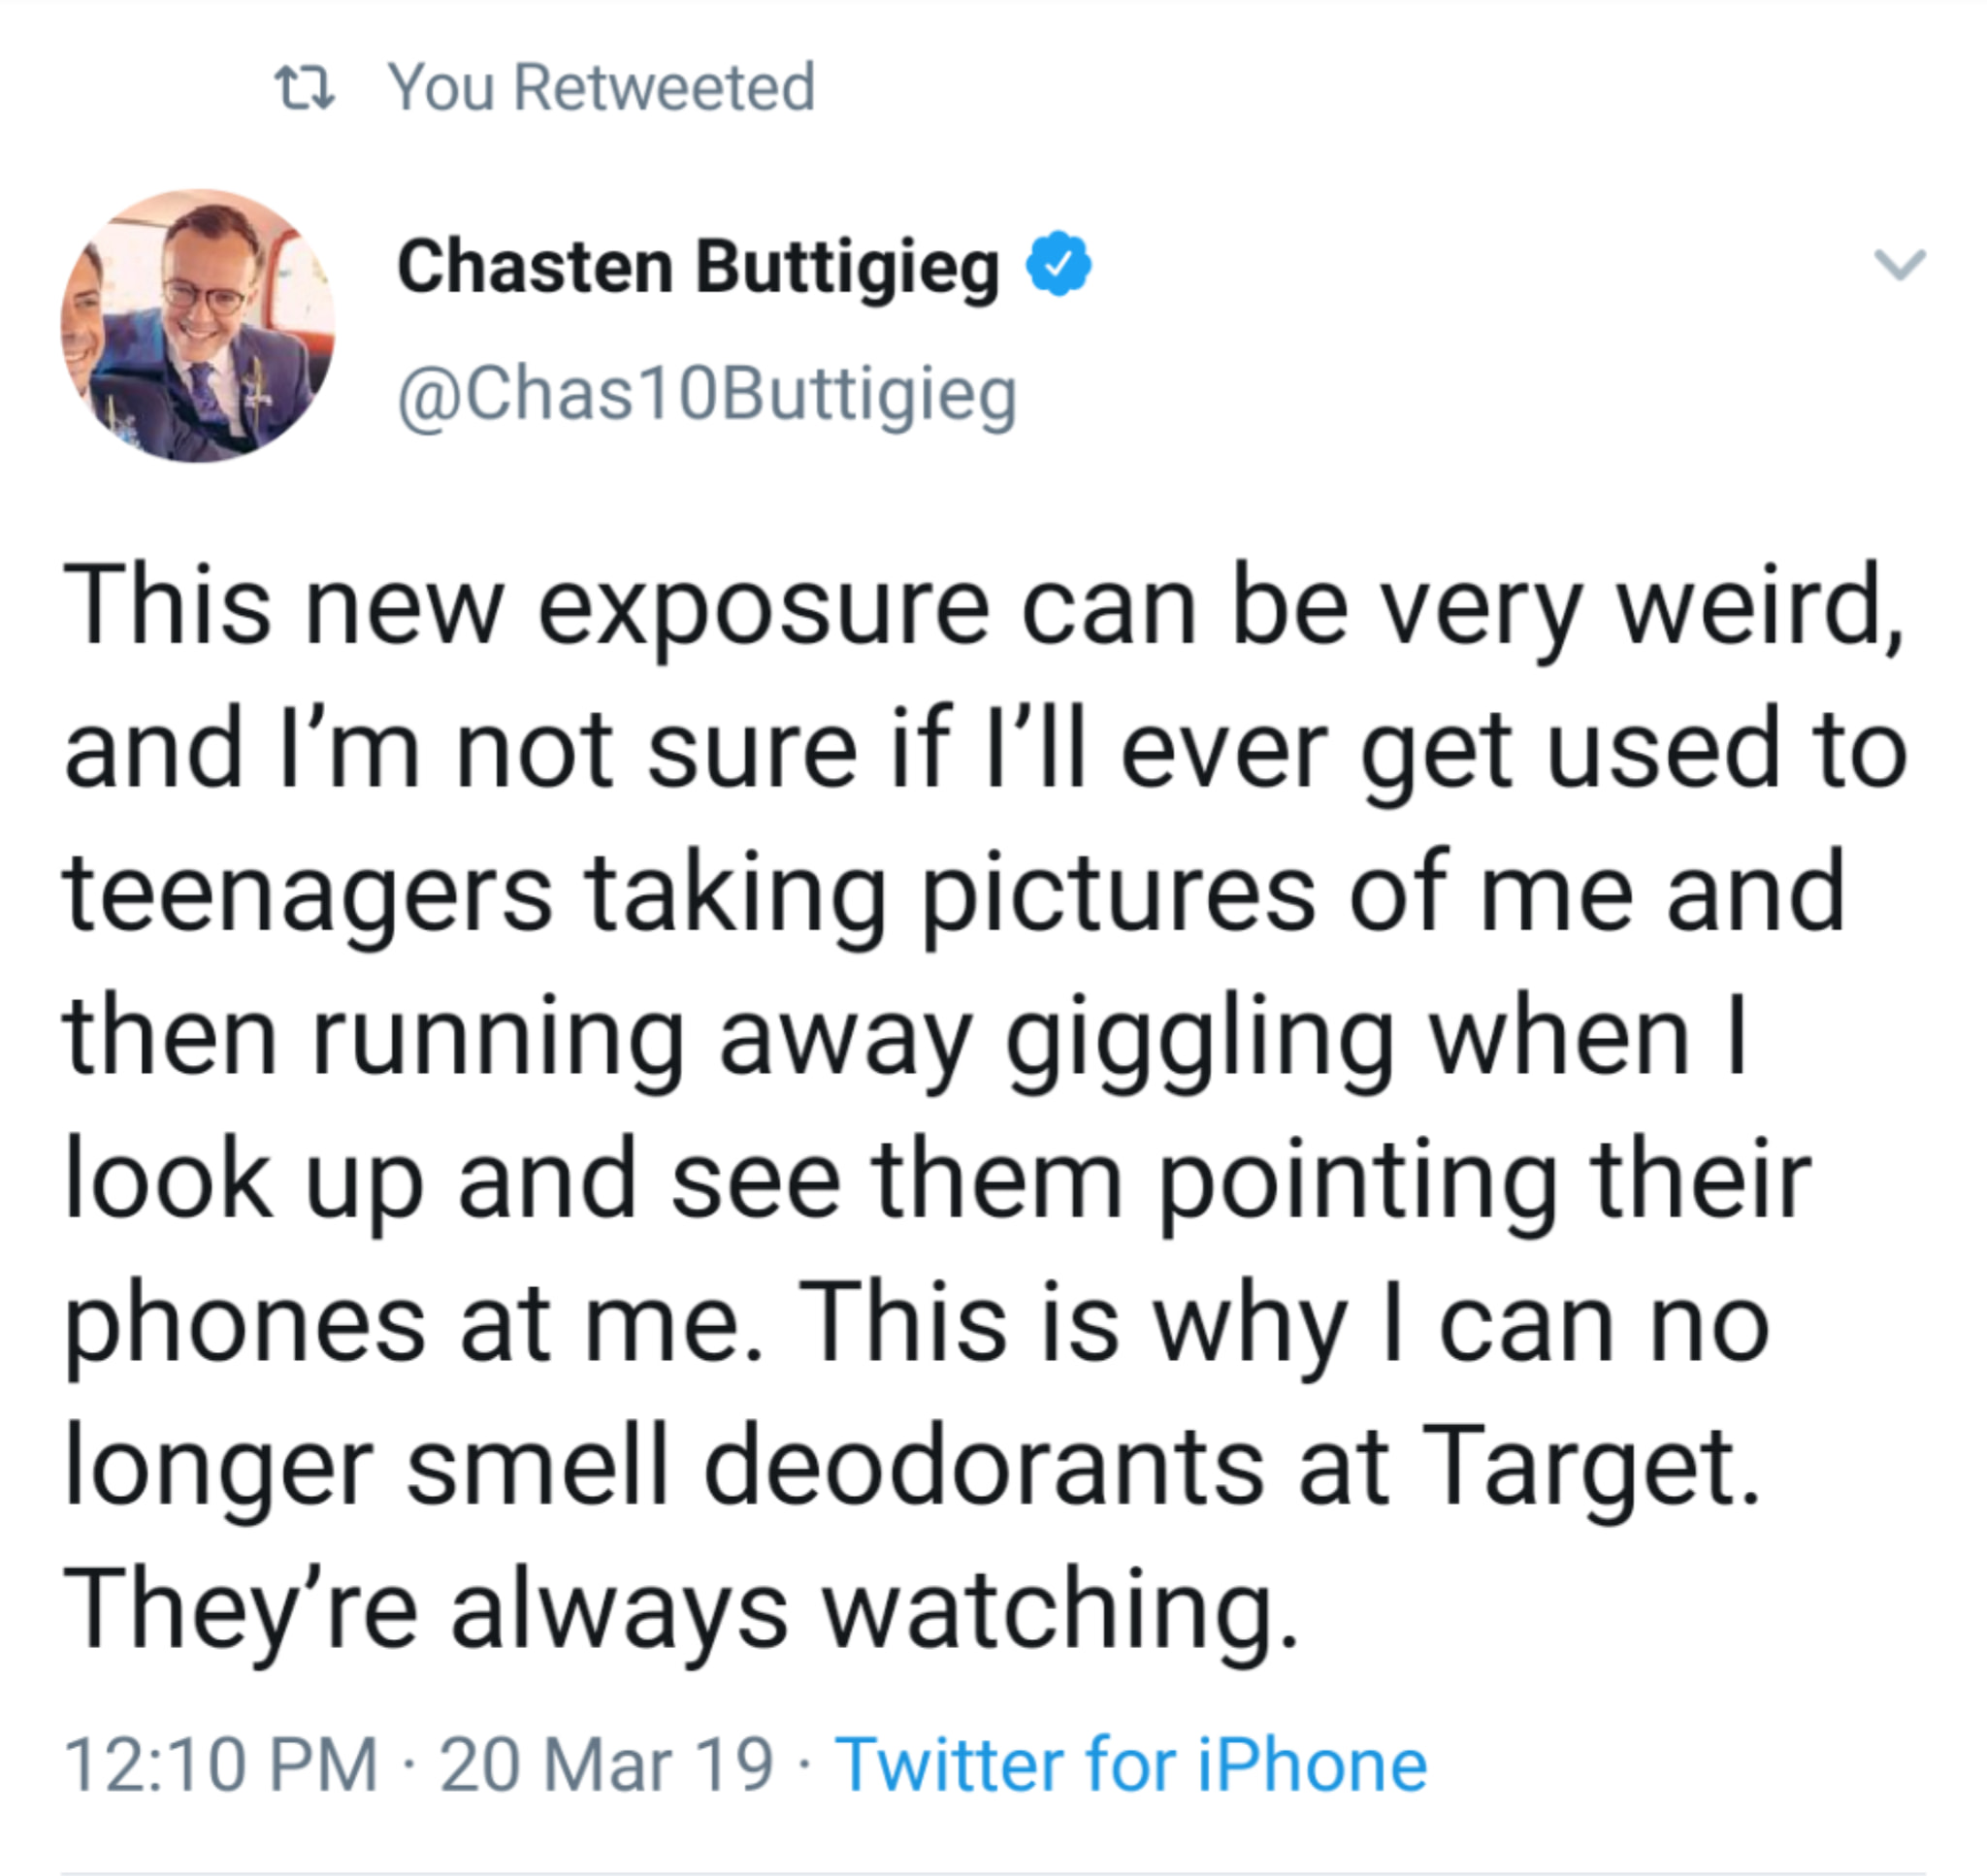 You Retweeted
Chasten Buttigieg
@Chas10Buttigieg
This new exposure can be very weird,
and I’m not sure if I’ll ever get used to
teenagers taking pictures of me and
then running away giggling when I
look up and see them pointing their
phones at me. This is why I can no
longer smell deodorants at Target.
They’re always watching.
12:10 PM · 20 Mar 19 · Twitter for iPhone